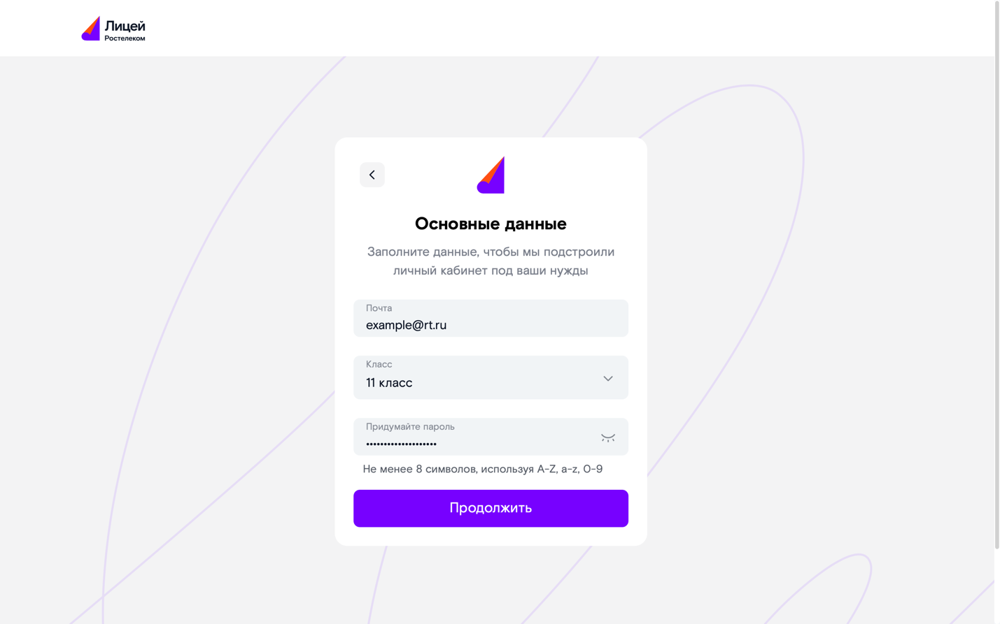 Лицей
Ростелеком
Основные данные
Заполните данные, чтобы мы подстроили
личный кабинет под ваши нужды
Почта
example@rt.ru
Класс
11 класс
Придумайте пароль
••••••••••••••••••••
Не менее 8 символов, используя A-Z, a-z, 0-9
Продолжить